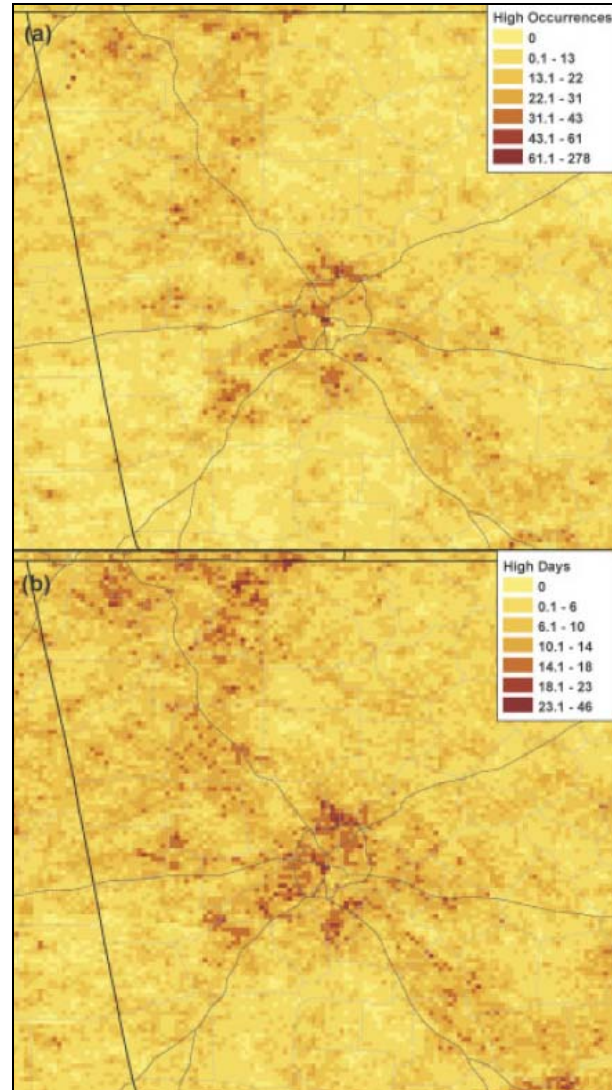 (a)
High Occurrences
0
0.1 - 13
13.1 - 22
22.1 - 31
31.1 - 43
43.1 - 61
61.1 - 278
(b)
High Days
0
0.1 - 6
6.1 - 10
10.1 - 14
14.1 - 18
18.1 - 23
23.1 - 46